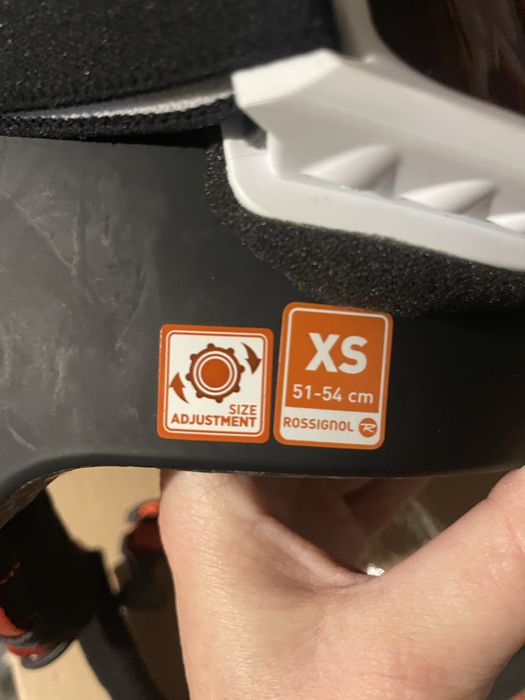 SIZE
ADJUSTMENT
XS
51-54 cm
ROSSIGNOL R